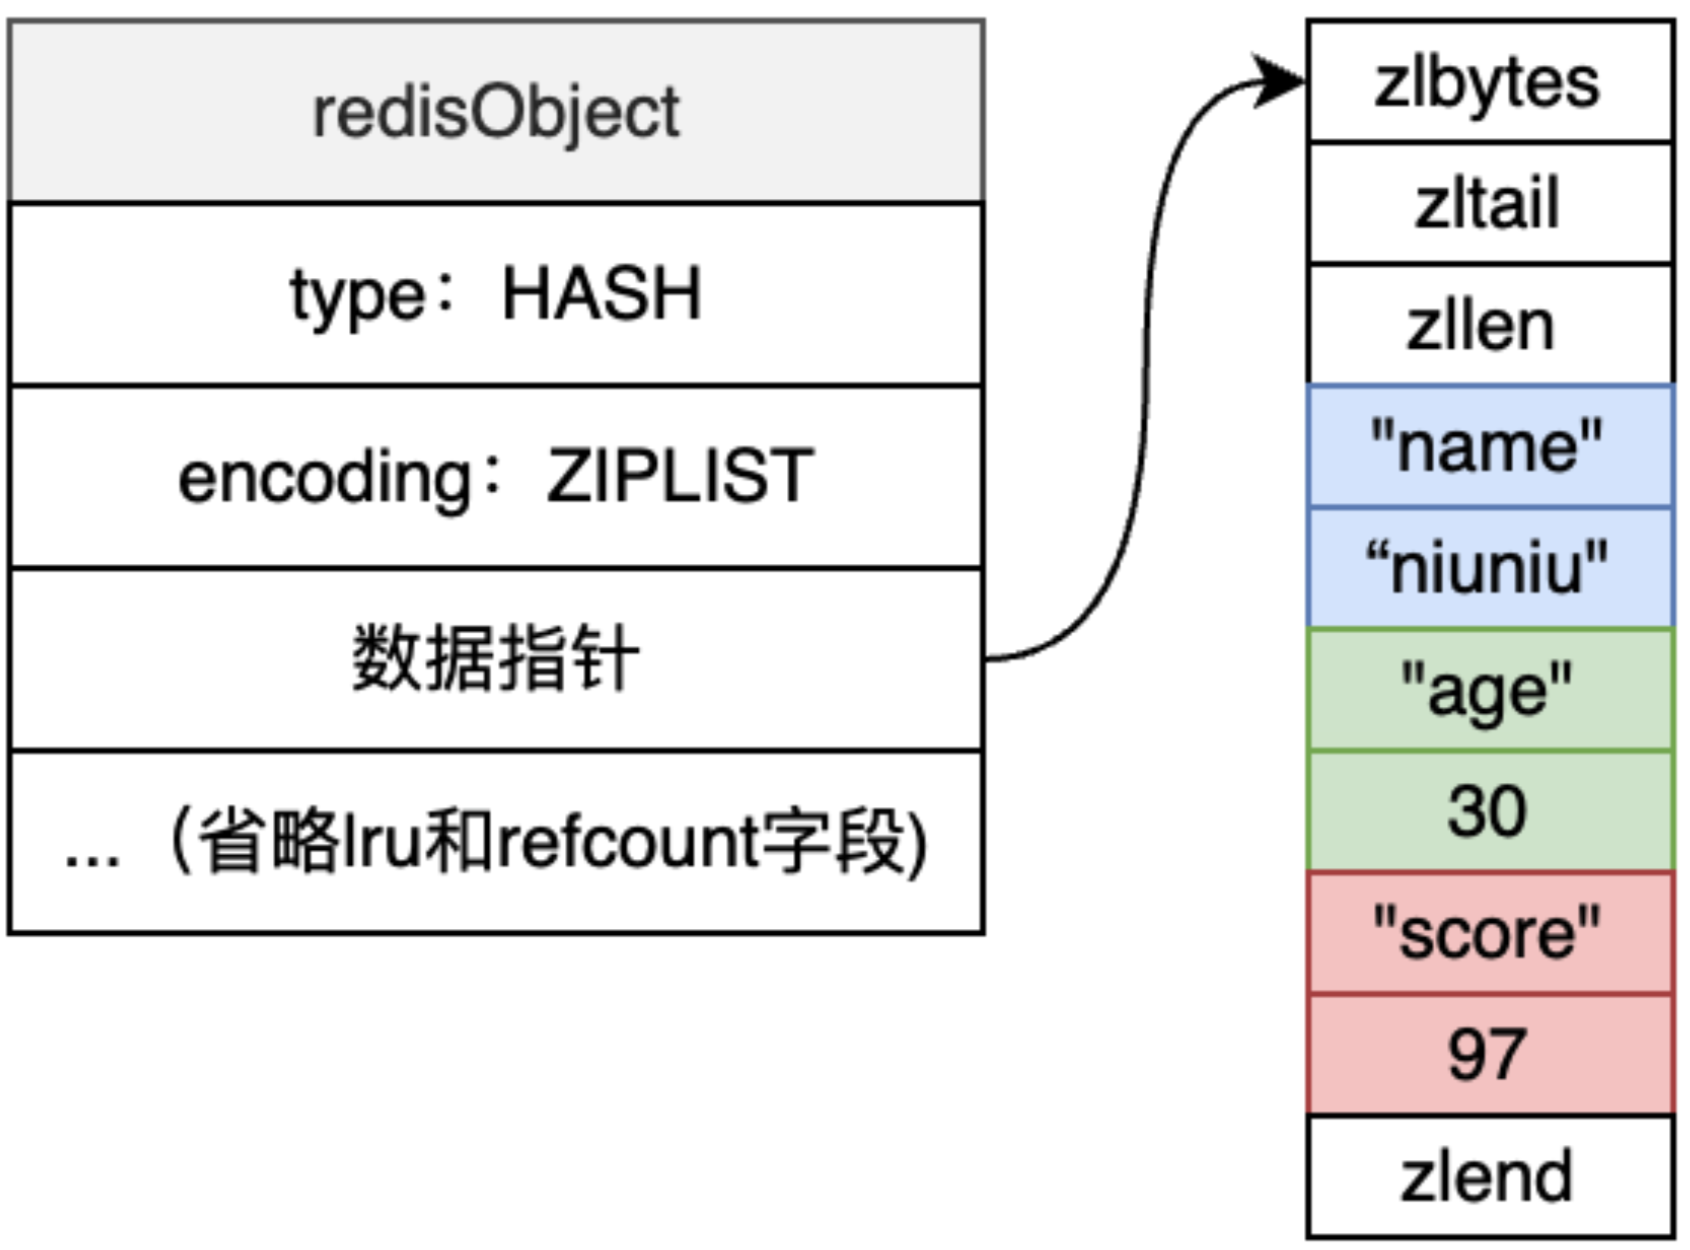 redisObject
type：HASH
encoding：ZIPLIST
数据指针
...（省略lru和refcount字段)
zlbytes
zltail
zllen
"name"
“niuniu"
"age"
30
"score"
97
zlend